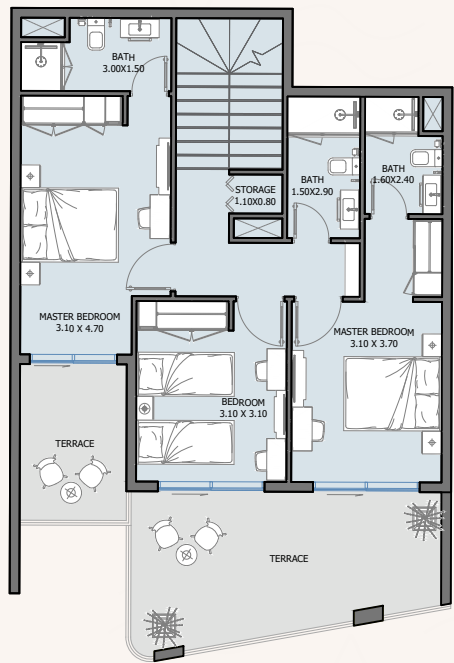 BATH
3.00X1.50
STORAGE
1.10X0.80
BATH
1.50X2.90
BATH
1.60X2.40
MASTER BEDROOM
3.10 X 4.70
MASTER BEDROOM
3.10 X 3.70
BEDROOM
3.10 X 3.10
TERRACE
TERRACE